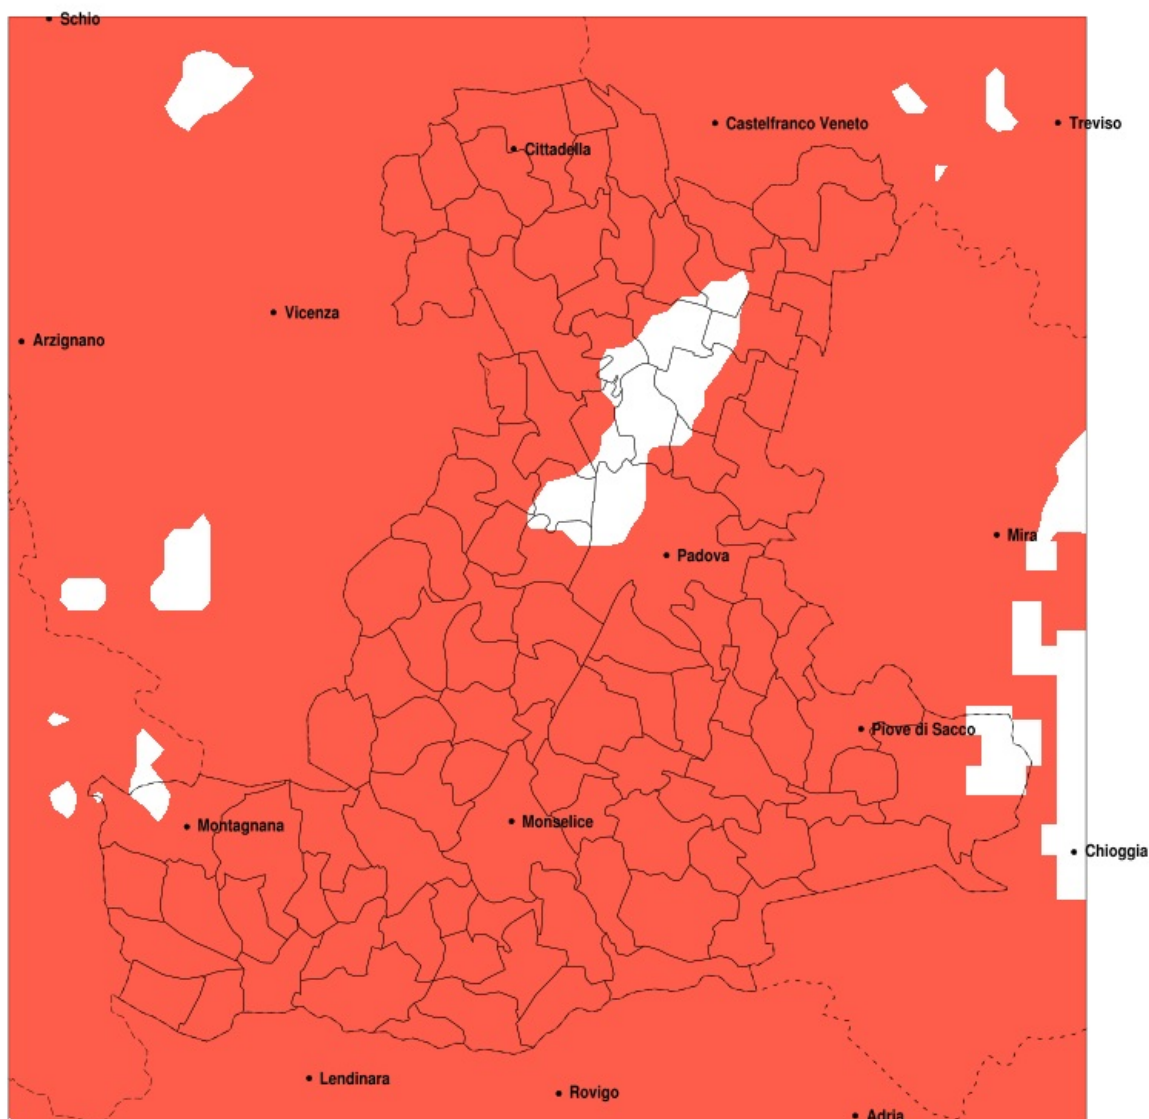 Schio
Castelfranco Veneto
Treviso
Cittadella
Vicenza
Arzignano
Mira
Padova
Piove di Sacco
Monselice
Montagnana
Chioggia
Lendinara
Rovigo
Adria